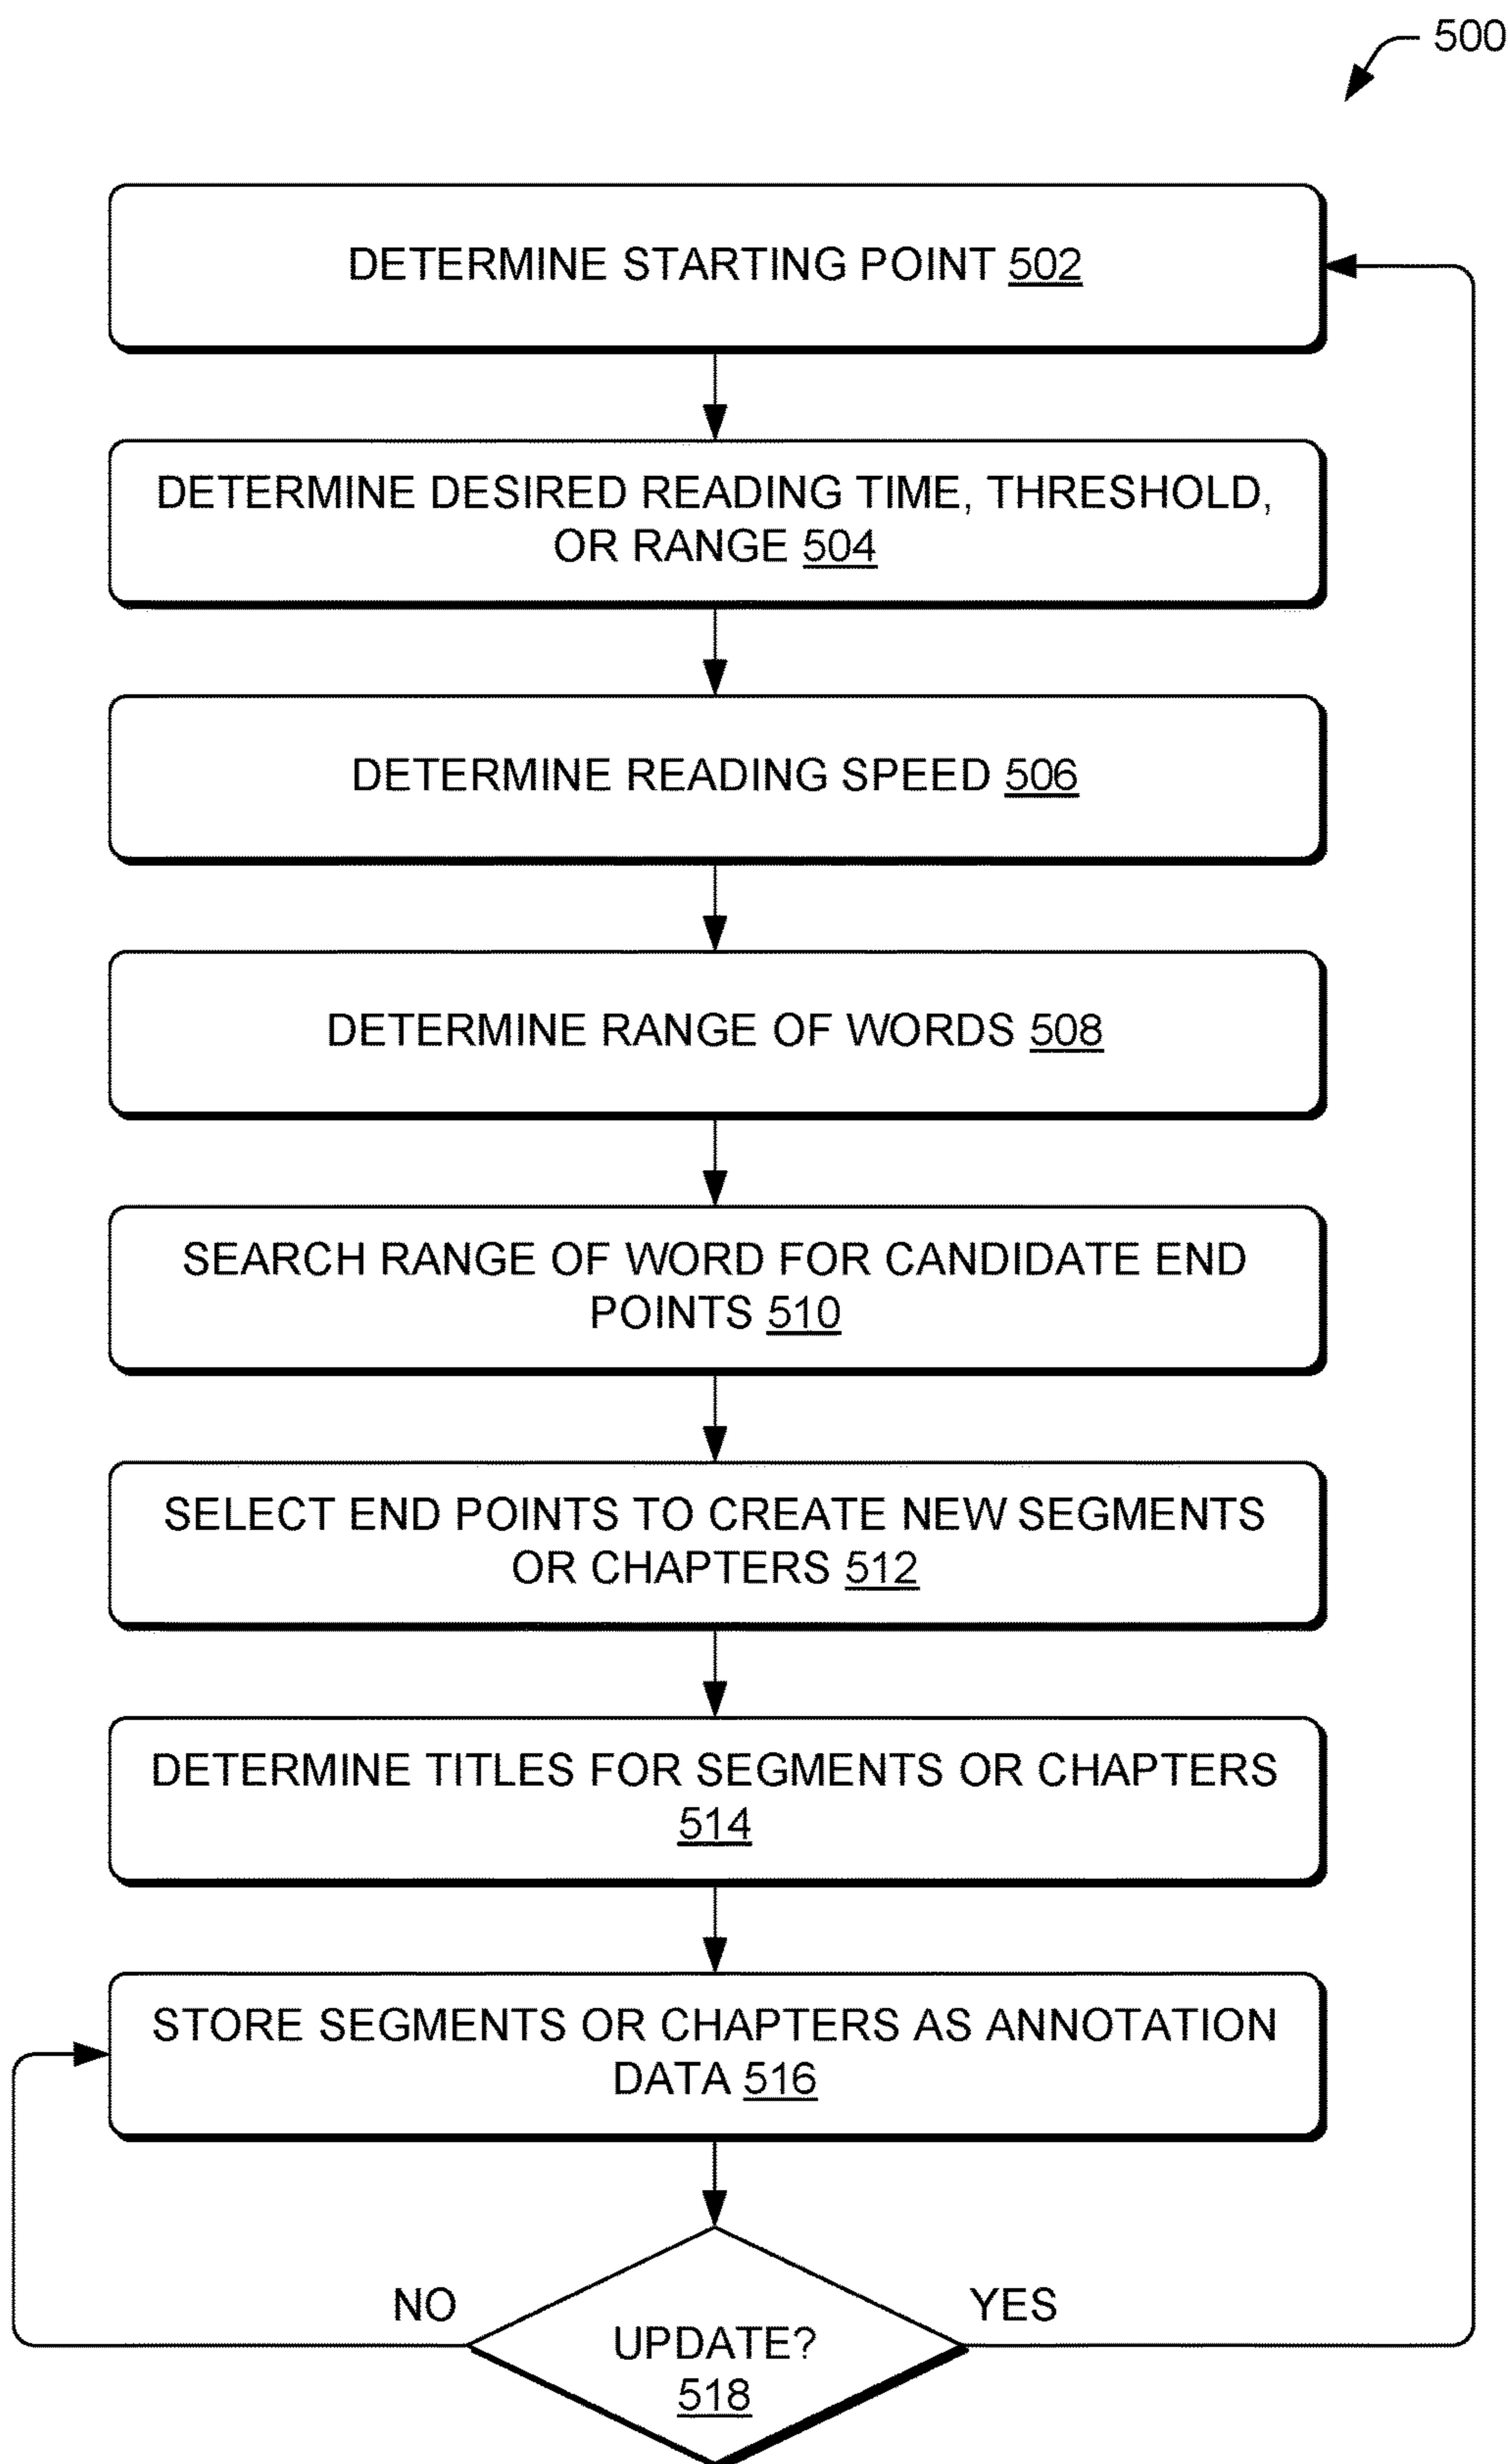 500
DETERMINE STARTING POINT 502
DETERMINE DESIRED READING TIME, THRESHOLD,
OR RANGE 504
DETERMINE READING SPEED 506
DETERMINE RANGE OF WORDS 508
SEARCH RANGE OF WORD FOR CANDIDATE END
POINTS 510
SELECT END POINTS TO CREATE NEW SEGMENTS
OR CHAPTERS 512
DETERMINE TITLES FOR SEGMENTS OR CHAPTERS
514
STORE SEGMENTS OR CHAPTERS AS ANNOTATION
DATA 516
NO
YES
UPDATE?
518